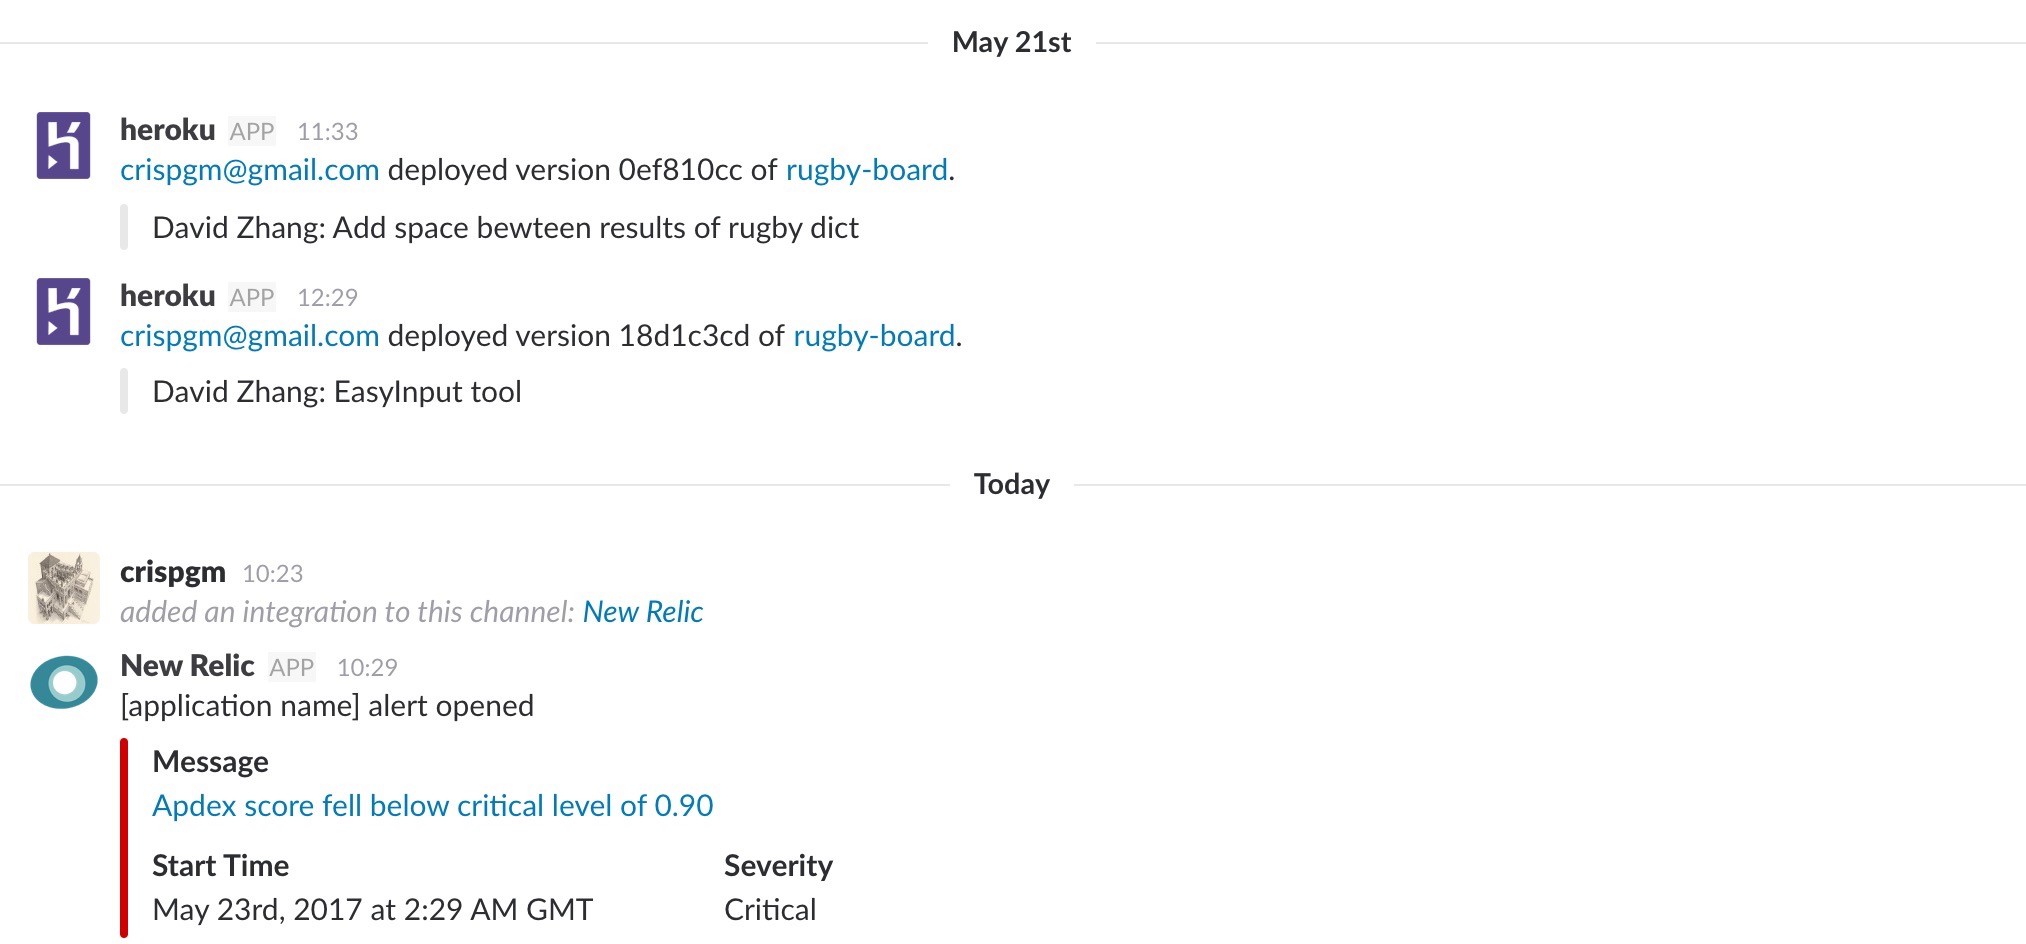 May 21st
heroku APP 11:33
crispgm@gmail.com deployed version 0ef810cc of rugby-board.
David Zhang: Add space bewteen results of rugby dict
heroku APP 12:29
crispgm@gmail.com deployed version 18d1c3cd of rugby-board.
David Zhang: EasyInput tool
Today
crispgm 10:23
added an integration to this channel: New Relic
New Relic APP 10:29
[application name] alert opened
Message
Apdex score fell below critical level of 0.90
Start Time Severity
May 23rd, 2017 at 2:29 AM GMT Critical